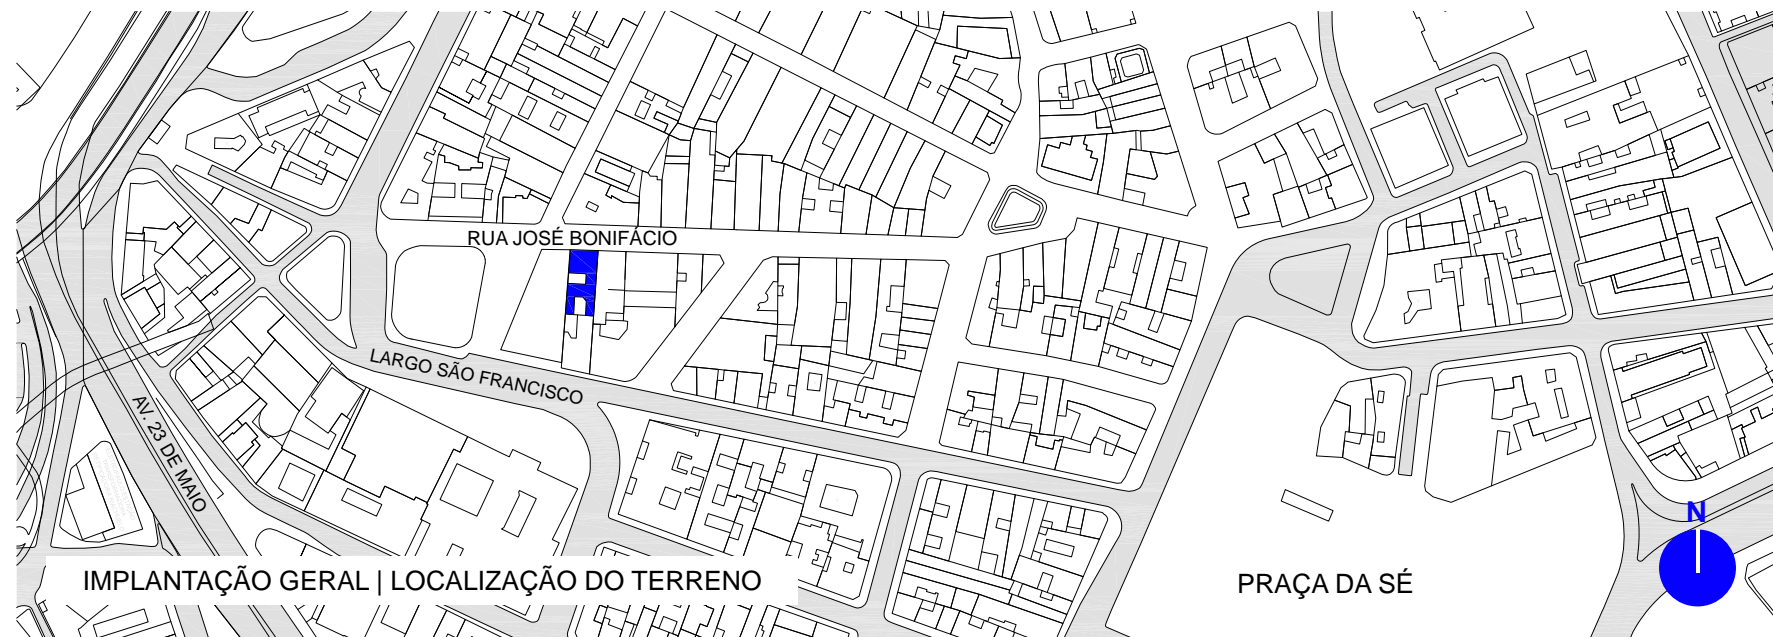 RUA JOSÉ BONIFÁCIO
LARGO SÃO FRANCISCO
AV. 23 DE MAIO
N
IMPLANTAÇÃO GERAL | LOCALIZAÇÃO DO TERRENO
PRAÇA DA SÉ